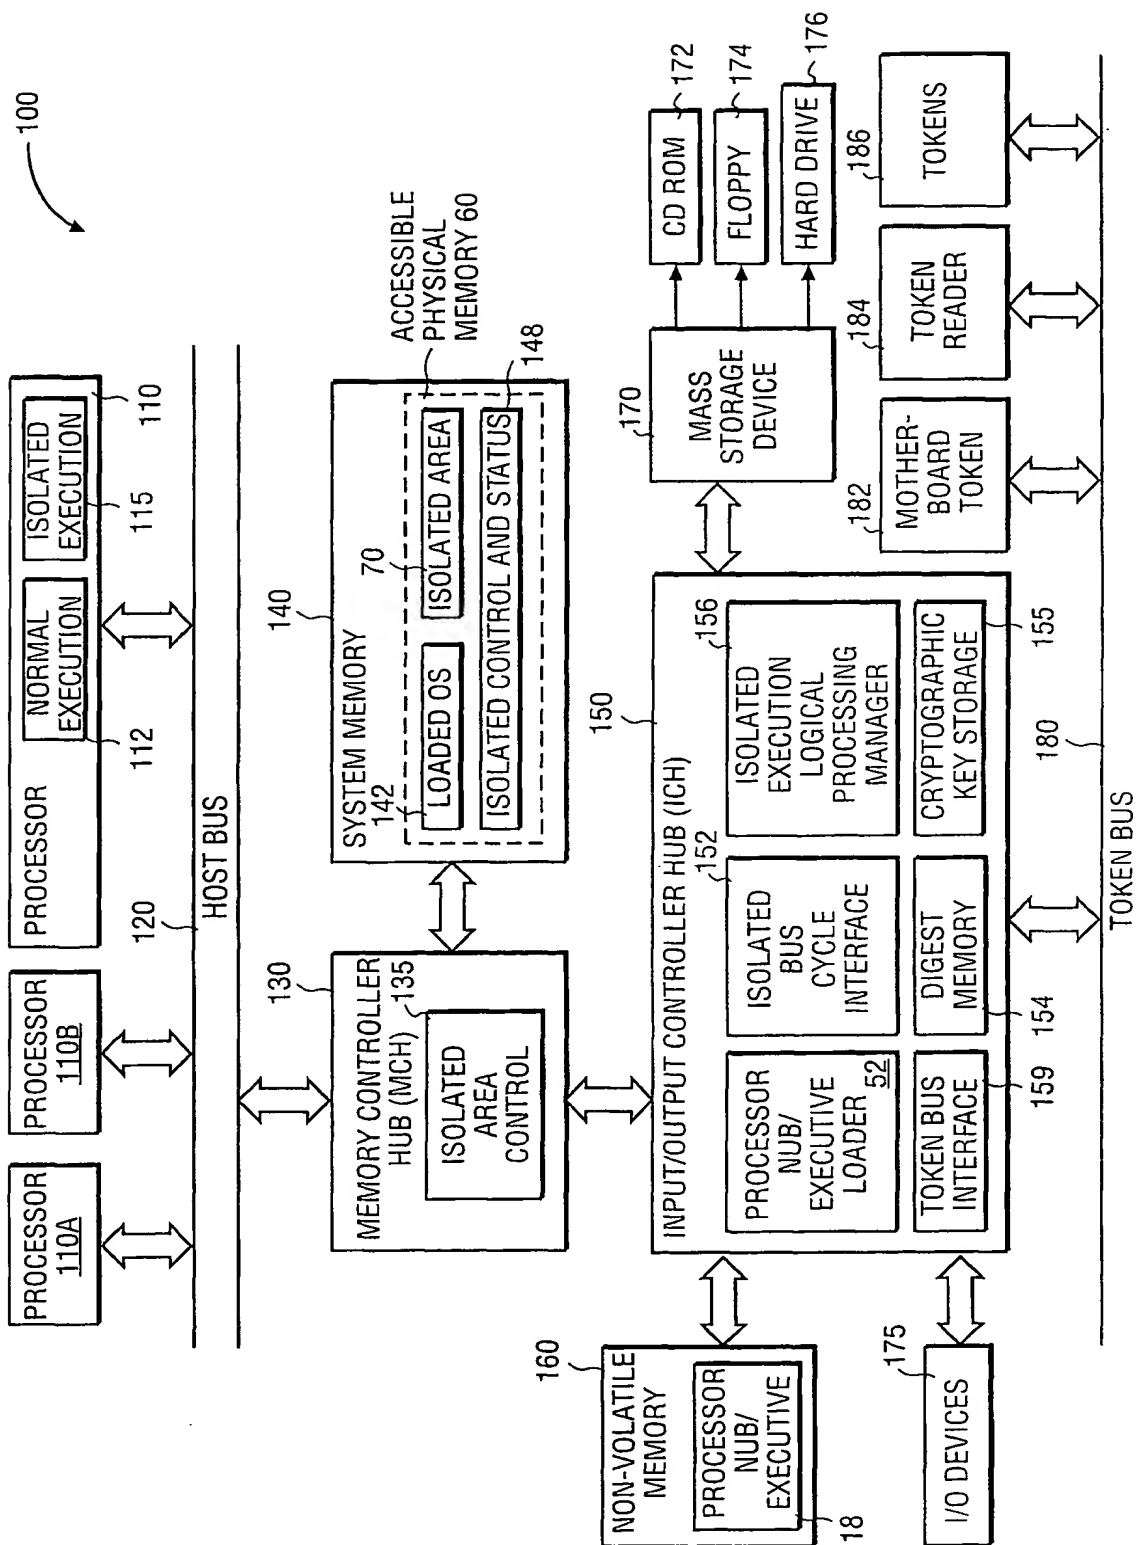 100
PROCESSOR
110A
PROCESSOR
110B
PROCESSOR
NORMAL
EXECUTION
112
ISOLATED
EXECUTION
115
110
120
HOST BUS
130
MEMORY CONTROLLER
HUB (MCH)
135
ISOLATED
AREA
CONTROL
140
SYSTEM MEMORY
142
LOADED OS
70
ISOLATED AREA
ISOLATED CONTROL AND STATUS
148
ACCESSIBLE
PHYSICAL
MEMORY 60
160
NON-VOLATILE
MEMORY
PROCESSOR
NUB/
EXECUTIVE
18
150
INPUT/OUTPUT CONTROLLER HUB (ICH)
PROCESSOR
NUB/
EXECUTIVE
LOADER
52
152
ISOLATED
BUS
CYCLE
INTERFACE
156
ISOLATED
EXECUTION
LOGICAL
PROCESSING
MANAGER
TOKEN BUS
INTERFACE
159
DIGEST
MEMORY
154
CRYPTOGRAPHIC
KEY STORAGE
155
170
MASS
STORAGE
DEVICE
CD ROM
172
FLOPPY
174
HARD DRIVE
176
175
I/O DEVICES
182
MOTHER-
BOARD
TOKEN
184
TOKEN
READER
186
TOKENS
180
TOKEN BUS